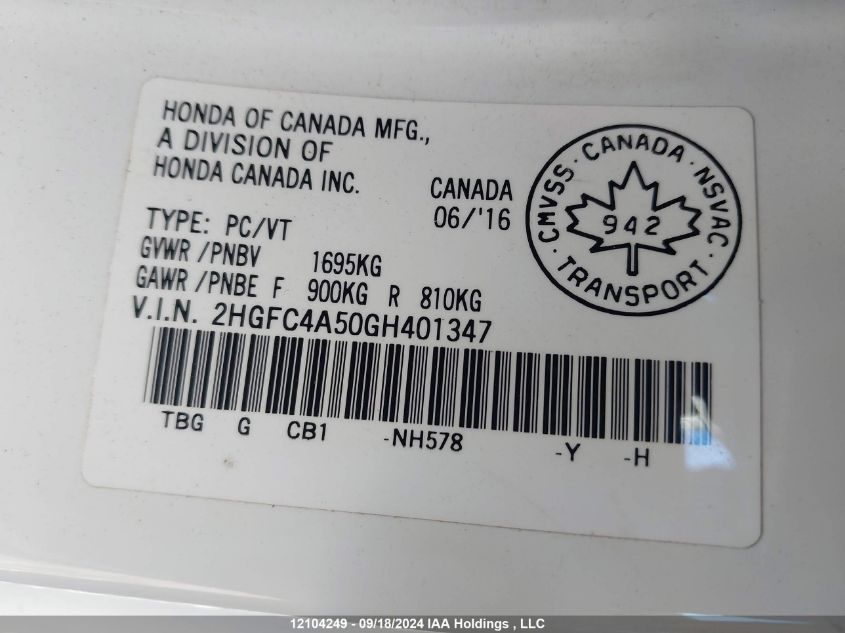 HONDA OF CANADA MFG.,
A DIVISION OF
HONDA CANADA INC.
CANADA
06/'16
TYPE: PC/VT
GVWR /PNBV 1695KG
GAWR /PNBE F 900KG R 810KG
V.I.N. 2HGFC4A50GH401347
TBG G CB1 -NH578 -Y -H
CMVSS · CANADA · NSVAC
942
· TRANSPORT ·
12104249 - 09/18/2024 IAA Holdings , LLC